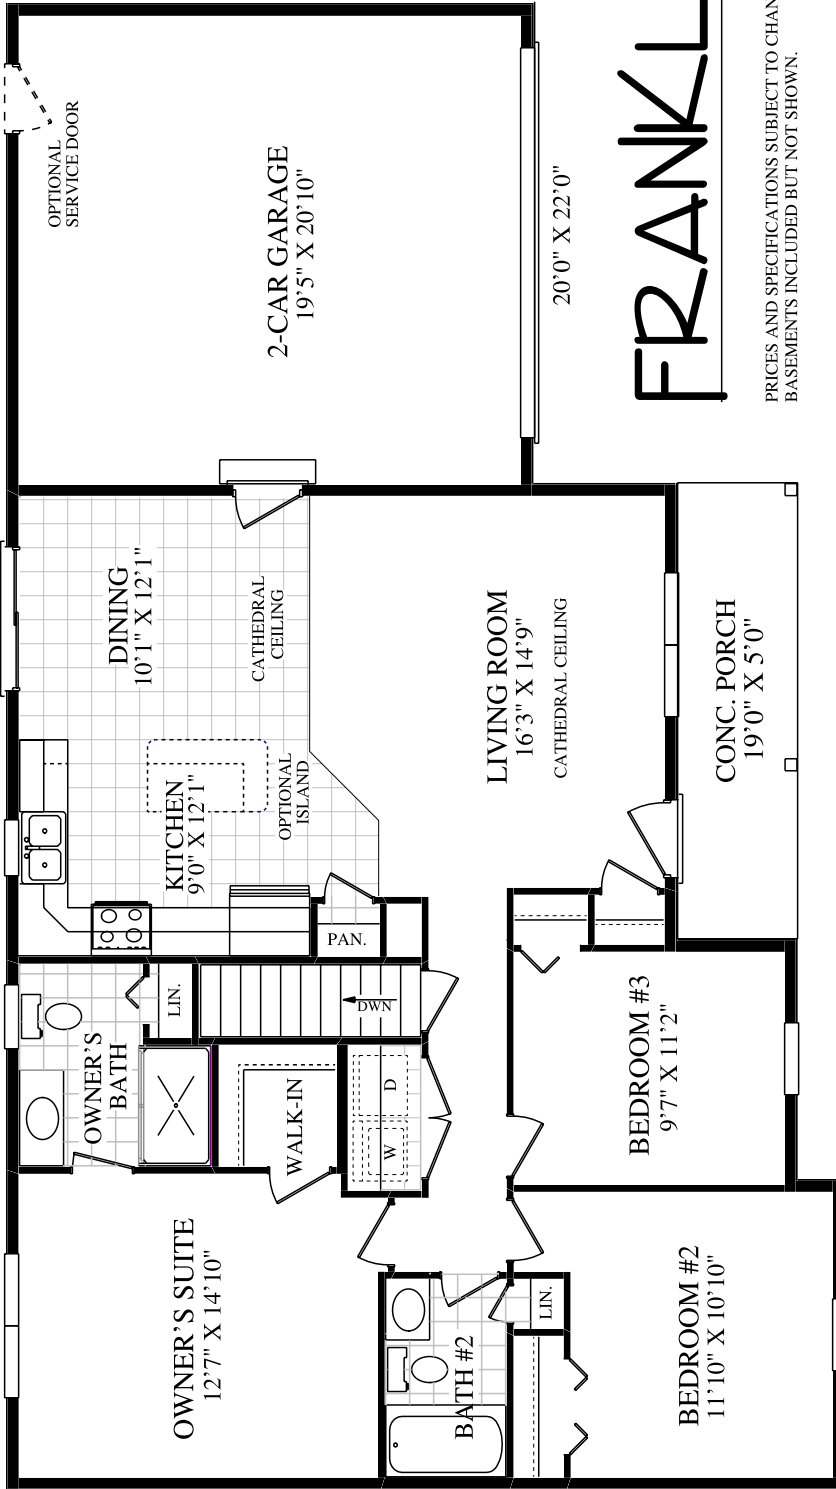 OWNER'S SUITE
12'7" X 14'10"
OWNER'S
BATH
LIN.
WALK-IN
W
D
DWN
PAN.
KITCHEN
9'0" X 12'1"
OPTIONAL
ISLAND
DINING
10'1" X 12'1"
CATHEDRAL
CEILING
OPTIONAL
SERVICE DOOR
2-CAR GARAGE
19'5" X 20'10"
20'0" X 22'0"
LIVING ROOM
16'3" X 14'9"
CATHEDRAL CEILING
CONC. PORCH
19'0" X 5'0"
BATH #2
LIN.
BEDROOM #2
11'10" X 10'10"
BEDROOM #3
9'7" X 11'2"
FRANKL
PRICES AND SPECIFICATIONS SUBJECT TO CHAN
BASEMENTS INCLUDED BUT NOT SHOWN.